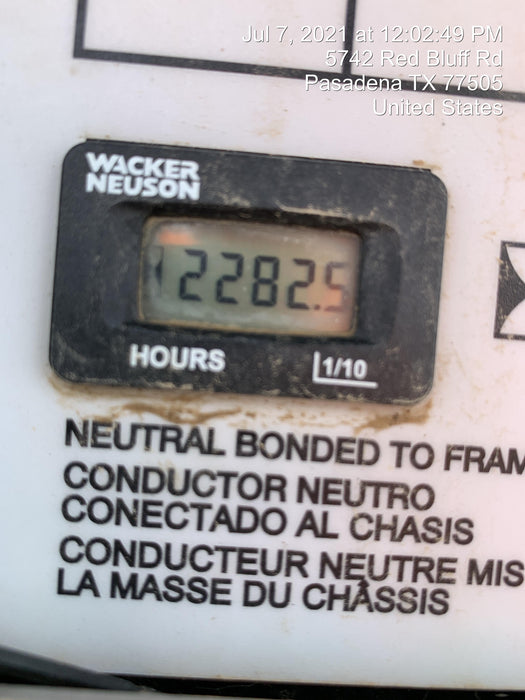 Jul 7, 2021 at 12:02:49 PM
5742 Red Bluff Rd
Pasadena TX 77505
United States
WACKER
NEUSON
2282.5
HOURS
1/10
NEUTRAL BONDED TO FRAM
CONDUCTOR NEUTRO
CONECTADO AL CHASIS
CONDUCTEUR NEUTRE MIS
LA MASSE DU CHÂSSIS